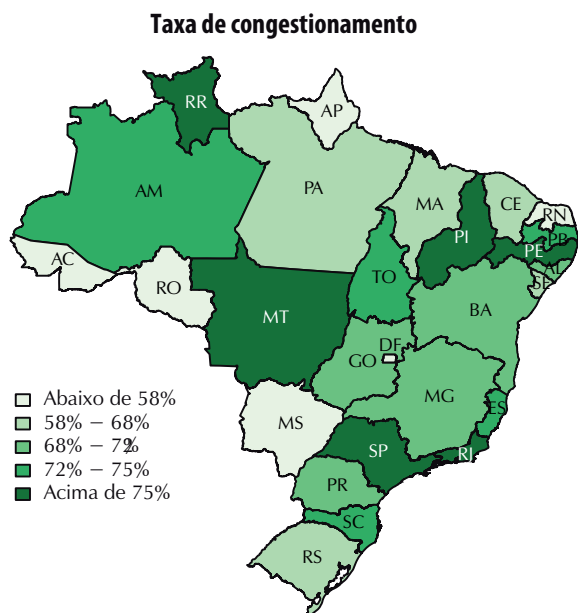 Taxa de congestionamento
RR
AP
AM
PA
MA
CE
RN
PB
PI
PE
AC
AL
SE
TO
RO
BA
MT
DF
GO
MG
ES
MS
SP
RJ
PR
SC
RS
Abaixo de 58%
58% – 68%
68% – 72%
72% – 75%
Acima de 75%